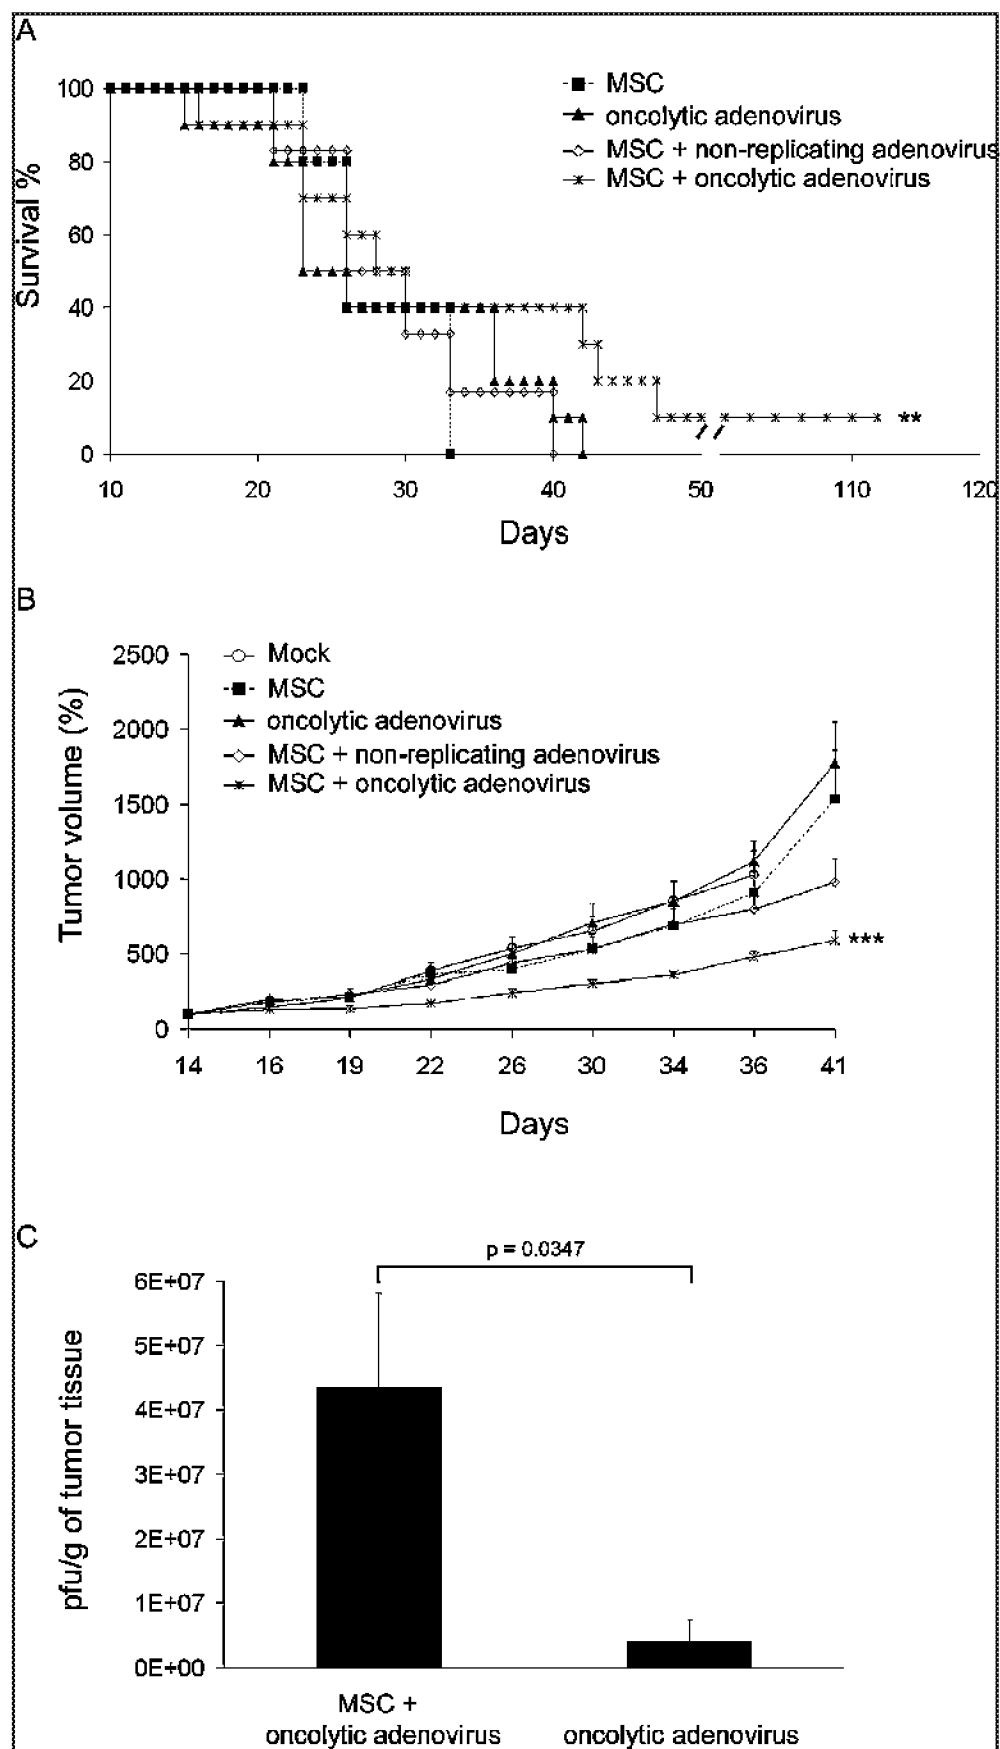 A
100
80
60
40
20
0
Survival %
MSC
oncolytic adenovirus
MSC + non-replicating adenovirus
MSC + oncolytic adenovirus
**
10 20 30 40 50 110 120
Days
B
2500
2000
1500
1000
500
0
Tumor volume (%)
Mock
MSC
oncolytic adenovirus
MSC + non-replicating adenovirus
MSC + oncolytic adenovirus
***
14 16 19 22 26 30 34 36 41
Days
C
p = 0.0347
6E+07
5E+07
4E+07
3E+07
2E+07
1E+07
0E+00
pfu/g of tumor tissue
MSC +
oncolytic adenovirus
oncolytic adenovirus